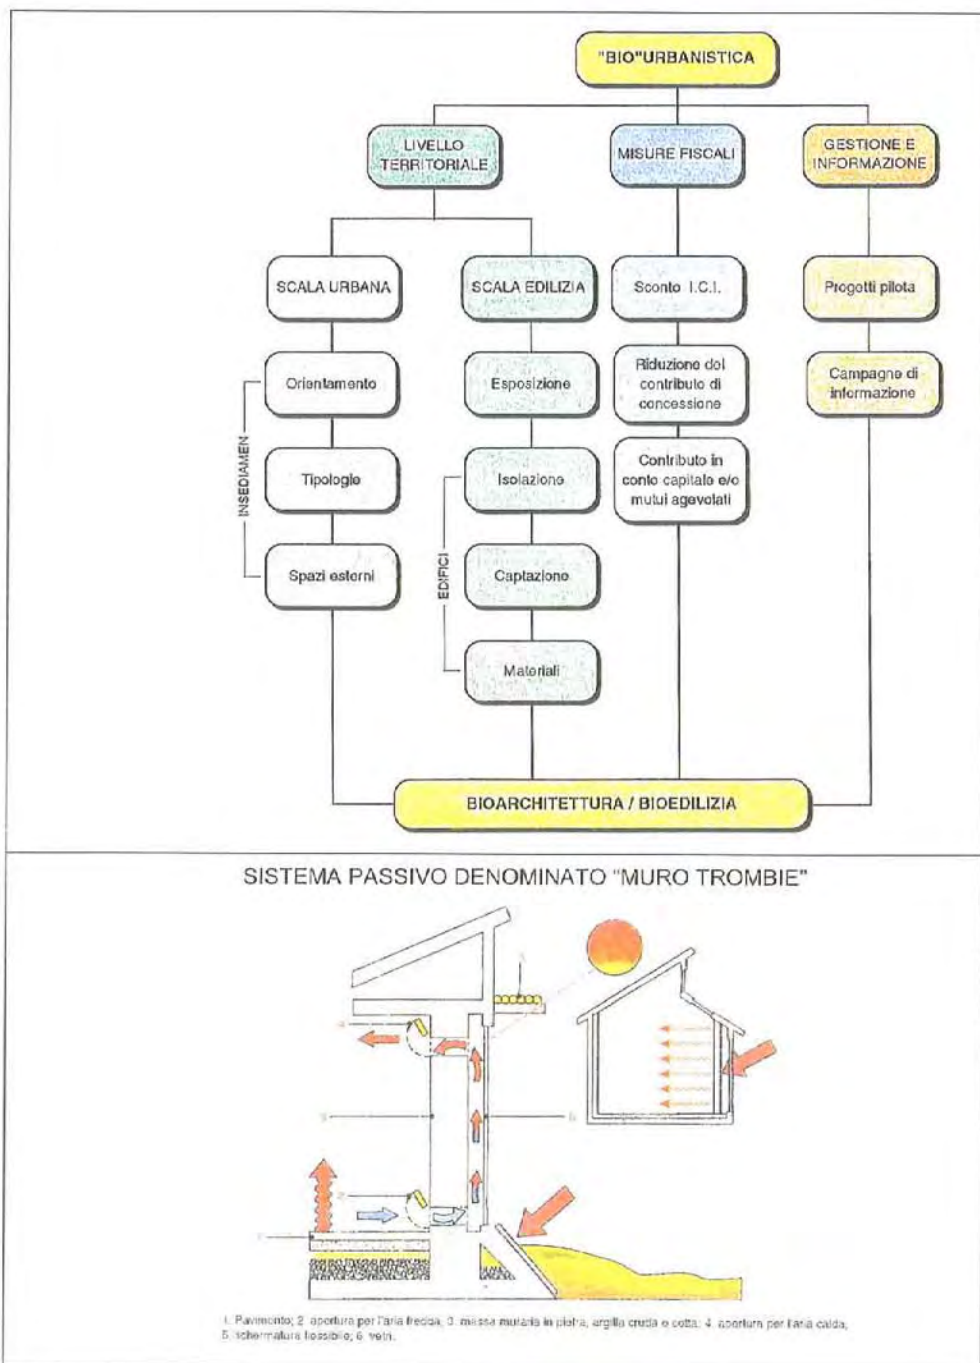 "BIO"URBANISTICA
LIVELLO
TERRITORIALE
MISURE FISCALI
GESTIONE E
INFORMAZIONE
SCALA URBANA
SCALA EDILIZIA
Sconto I.C.I.
Progetti pilota
Orientamento
Esposizione
Riduzione del
contributo di
concessione
Campagne di
informazione
INSEDIAMEN
Tipologie
Isolazione
Contributo in
conto capitale e/o
mutui agevolati
Spazi esterni
EDIFICI
Captazione
Materiali
BIOARCHITETTURA / BIOEDILIZIA
SISTEMA PASSIVO DENOMINATO "MURO TROMBIE"
1. Pavimento; 2. apertura per l'aria fredda; 3. massa muraria in pietra, argilla cruda o cotta; 4. apertura per l'aria calda;
5. schermatura flessibile; 6. vetri.